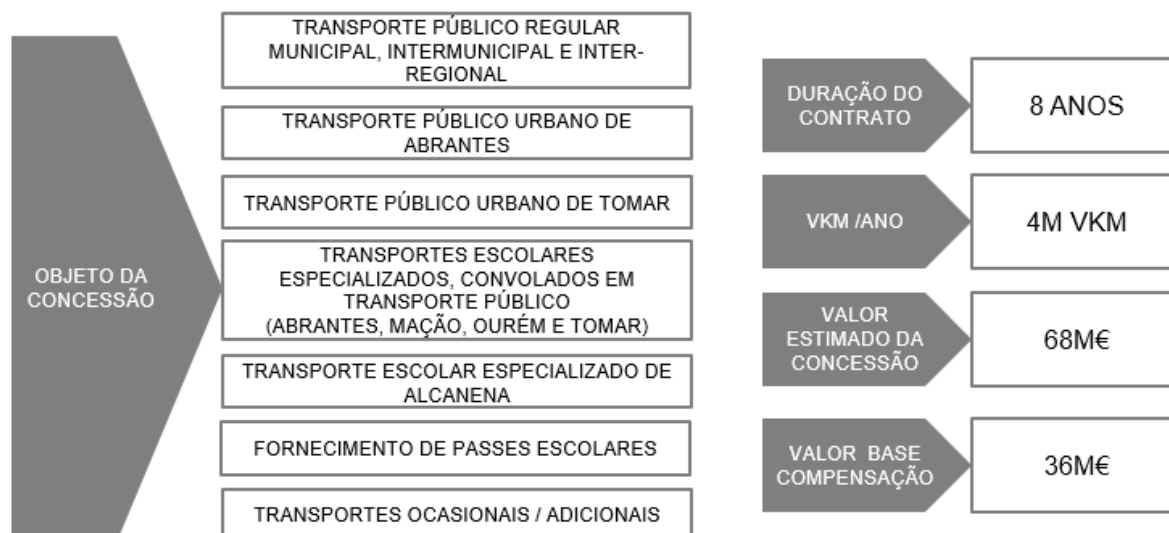 OBJETO DA
CONCESSÃO
TRANSPORTE PÚBLICO REGULAR
MUNICIPAL, INTERMUNICIPAL E INTER-
REGIONAL
TRANSPORTE PÚBLICO URBANO DE
ABRANTES
TRANSPORTE PÚBLICO URBANO DE TOMAR
TRANSPORTES ESCOLARES
ESPECIALIZADOS, CONVOLADOS EM
TRANSPORTE PÚBLICO
(ABRANTES, MAÇÃO, OURÉM E TOMAR)
TRANSPORTE ESCOLAR ESPECIALIZADO DE
ALCANENA
FORNECIMENTO DE PASSES ESCOLARES
TRANSPORTES OCASIONAIS / ADICIONAIS
DURAÇÃO DO
CONTRATO
8 ANOS
VKM /ANO
4M VKM
VALOR
ESTIMADO DA
CONCESSÃO
68M€
VALOR BASE
COMPENSAÇÃO
36M€